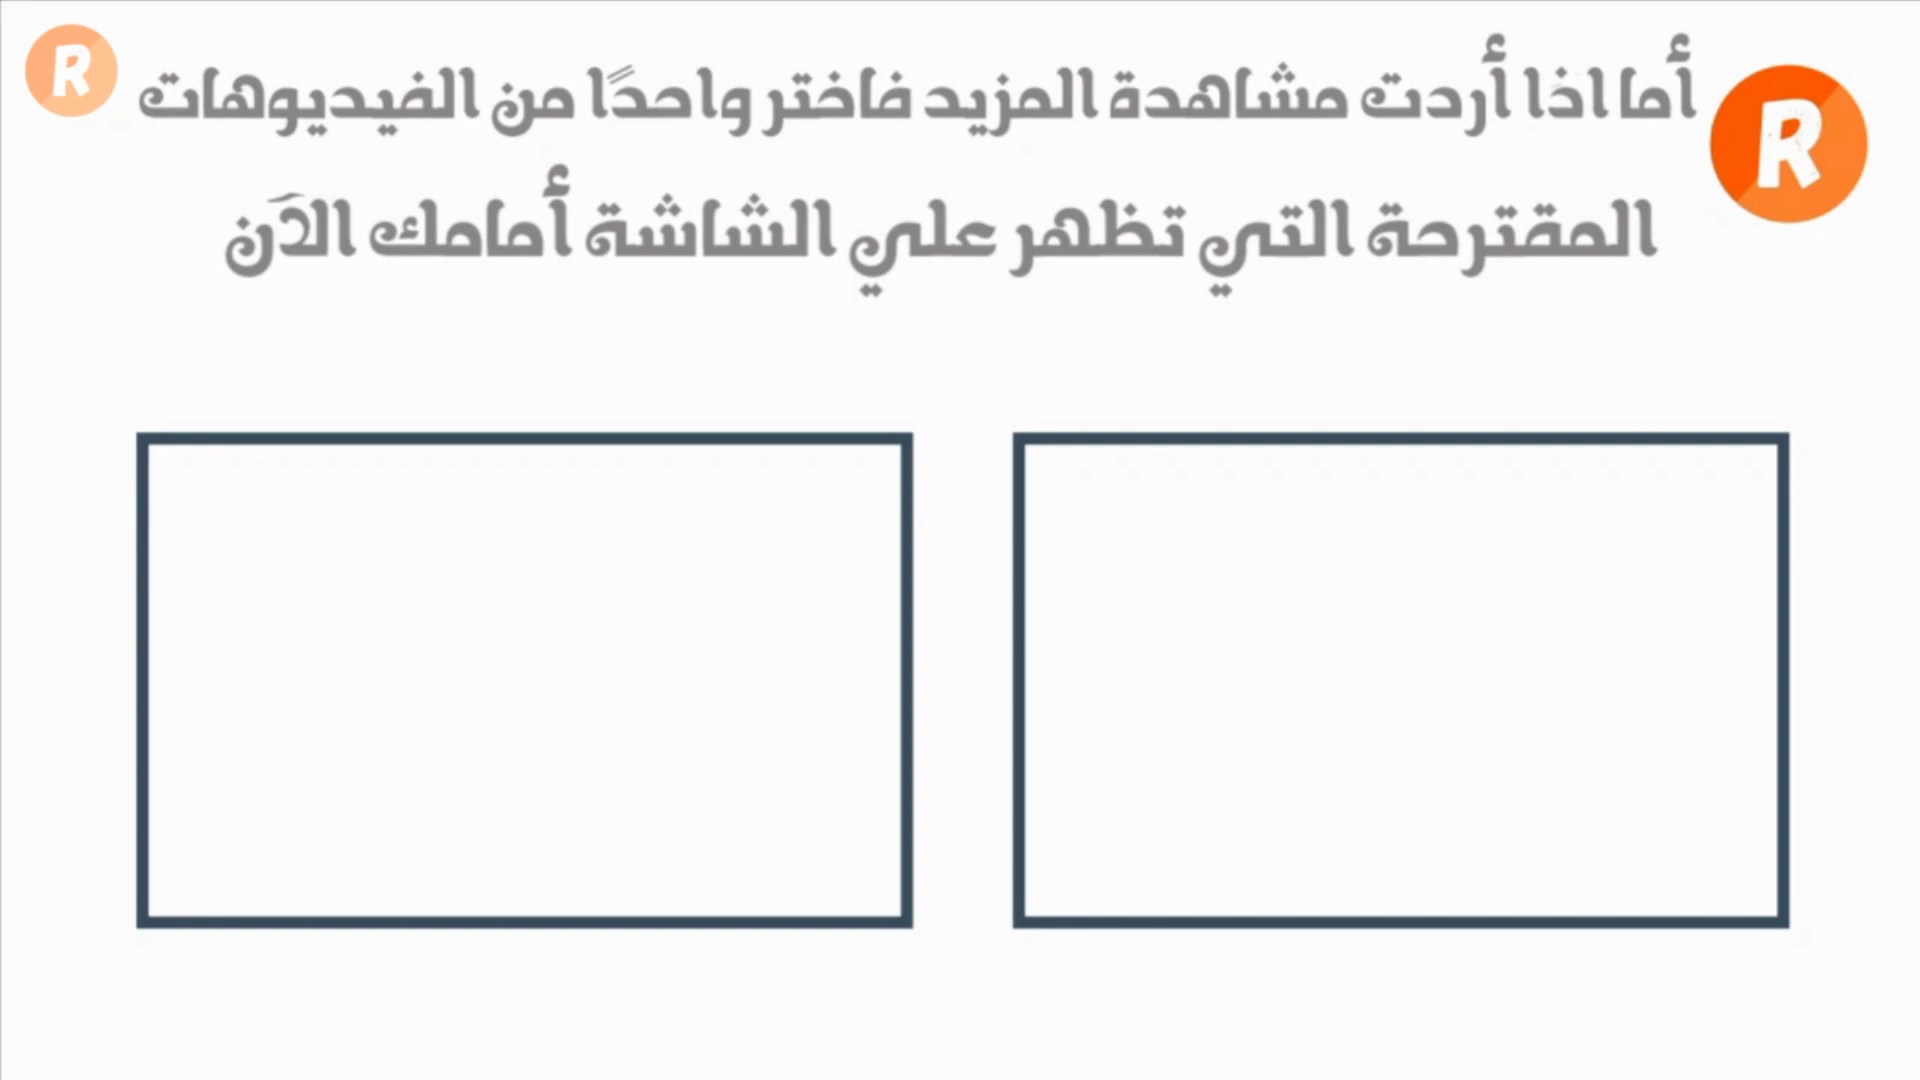 أما اذا أردت مشاهدة المزيد فاختر واحدًا من الفيديوهات
المقترحة التي تظهر علي الشاشة أمامك الآن
R
R